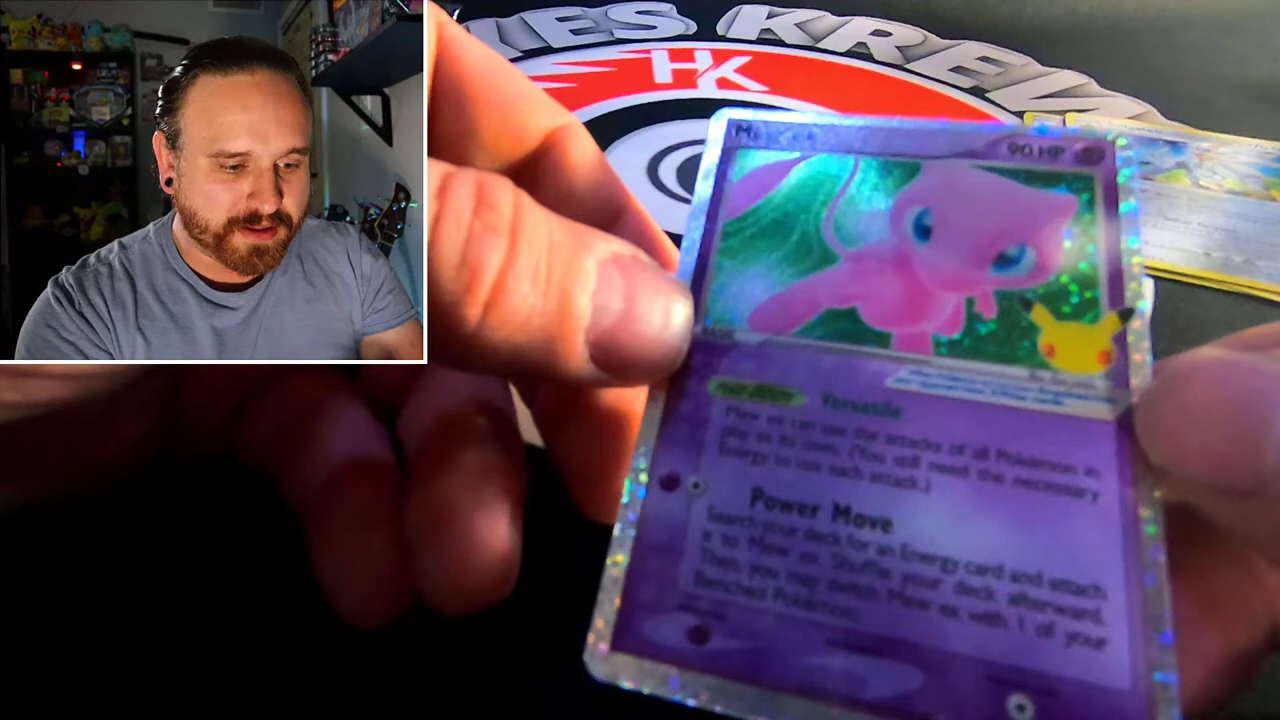 KES KREW
HK
90 HP
POKé-BODY Versatile
Mew ex can use the attacks of all Pokémon in
play as its own. (You still need the necessary
Energy to use each attack.)
Power Move
Search your deck for an Energy card and attach
it to Mew ex. Shuffle your deck afterward.
Then, you may switch Mew ex with 1 of your
Benched Pokémon.